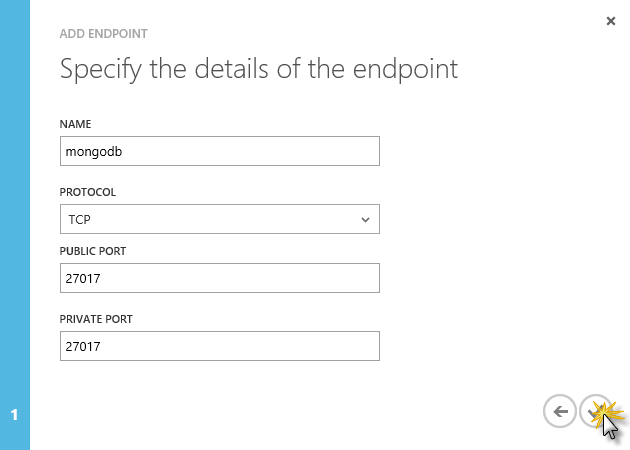 ADD ENDPOINT
Specify the details of the endpoint
NAME
mongodb
PROTOCOL
TCP
PUBLIC PORT
27017
PRIVATE PORT
27017
1